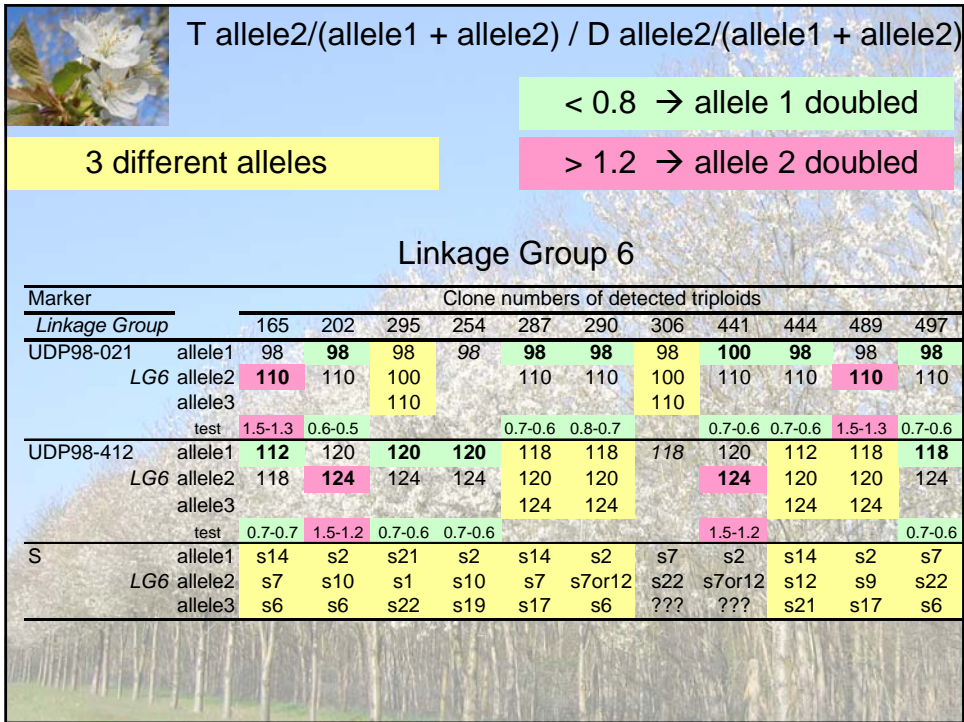 T allele2/(allele1 + allele2) / D allele2/(allele1 + allele2)
< 0.8 → allele 1 doubled
3 different alleles
> 1.2 → allele 2 doubled
Linkage Group 6
Marker Clone numbers of detected triploids
Linkage Group 165 202 295 254 287 290 306 441 444 489 497
UDP98-021 allele1 98 98 98 98 98 98 98 100 98 98 98
LG6 allele2 110 110 100 110 110 100 110 110 110 110
allele3 110 110
test 1.5-1.3 0.6-0.5 0.7-0.6 0.8-0.7 0.7-0.6 0.7-0.6 1.5-1.3 0.7-0.6
UDP98-412 allele1 112 120 120 120 118 118 118 120 112 118 118
LG6 allele2 118 124 124 124 120 120 124 120 120 124
allele3 124 124 124 124
test 0.7-0.7 1.5-1.2 0.7-0.6 0.7-0.6 1.5-1.2 0.7-0.6
S allele1 s14 s2 s21 s2 s14 s2 s7 s2 s14 s2 s7
LG6 allele2 s7 s10 s1 s10 s7 s7or12 s22 s7or12 s12 s9 s22
allele3 s6 s6 s22 s19 s17 s6 ??? ??? s21 s17 s6